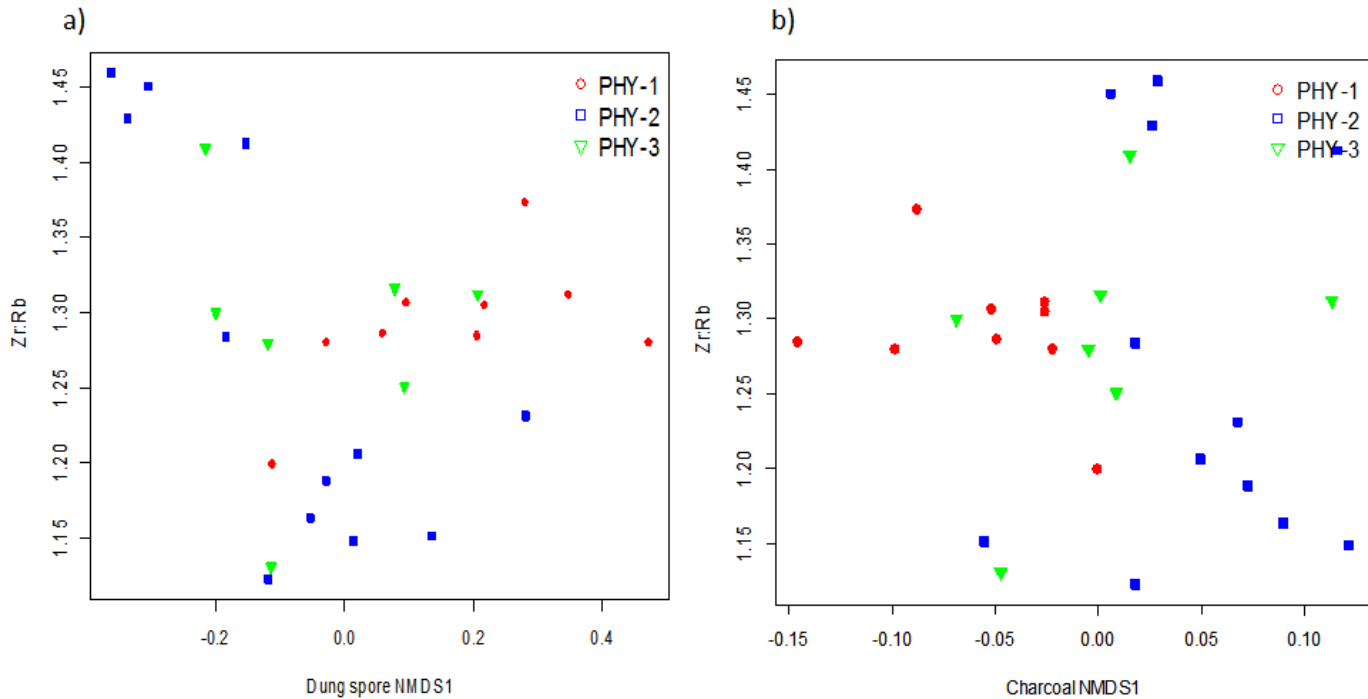 a)
PHY-1
PHY-2
PHY-3
1.45
1.40
1.35
1.30
1.25
1.20
1.15
Zr:Rb
-0.2 0.0 0.2 0.4
Dung spore NMDS1
b)
PHY-1
PHY-2
PHY-3
1.45
1.40
1.35
1.30
1.25
1.20
1.15
Zr:Rb
-0.15 -0.10 -0.05 0.00 0.05 0.10
Charcoal NMDS1